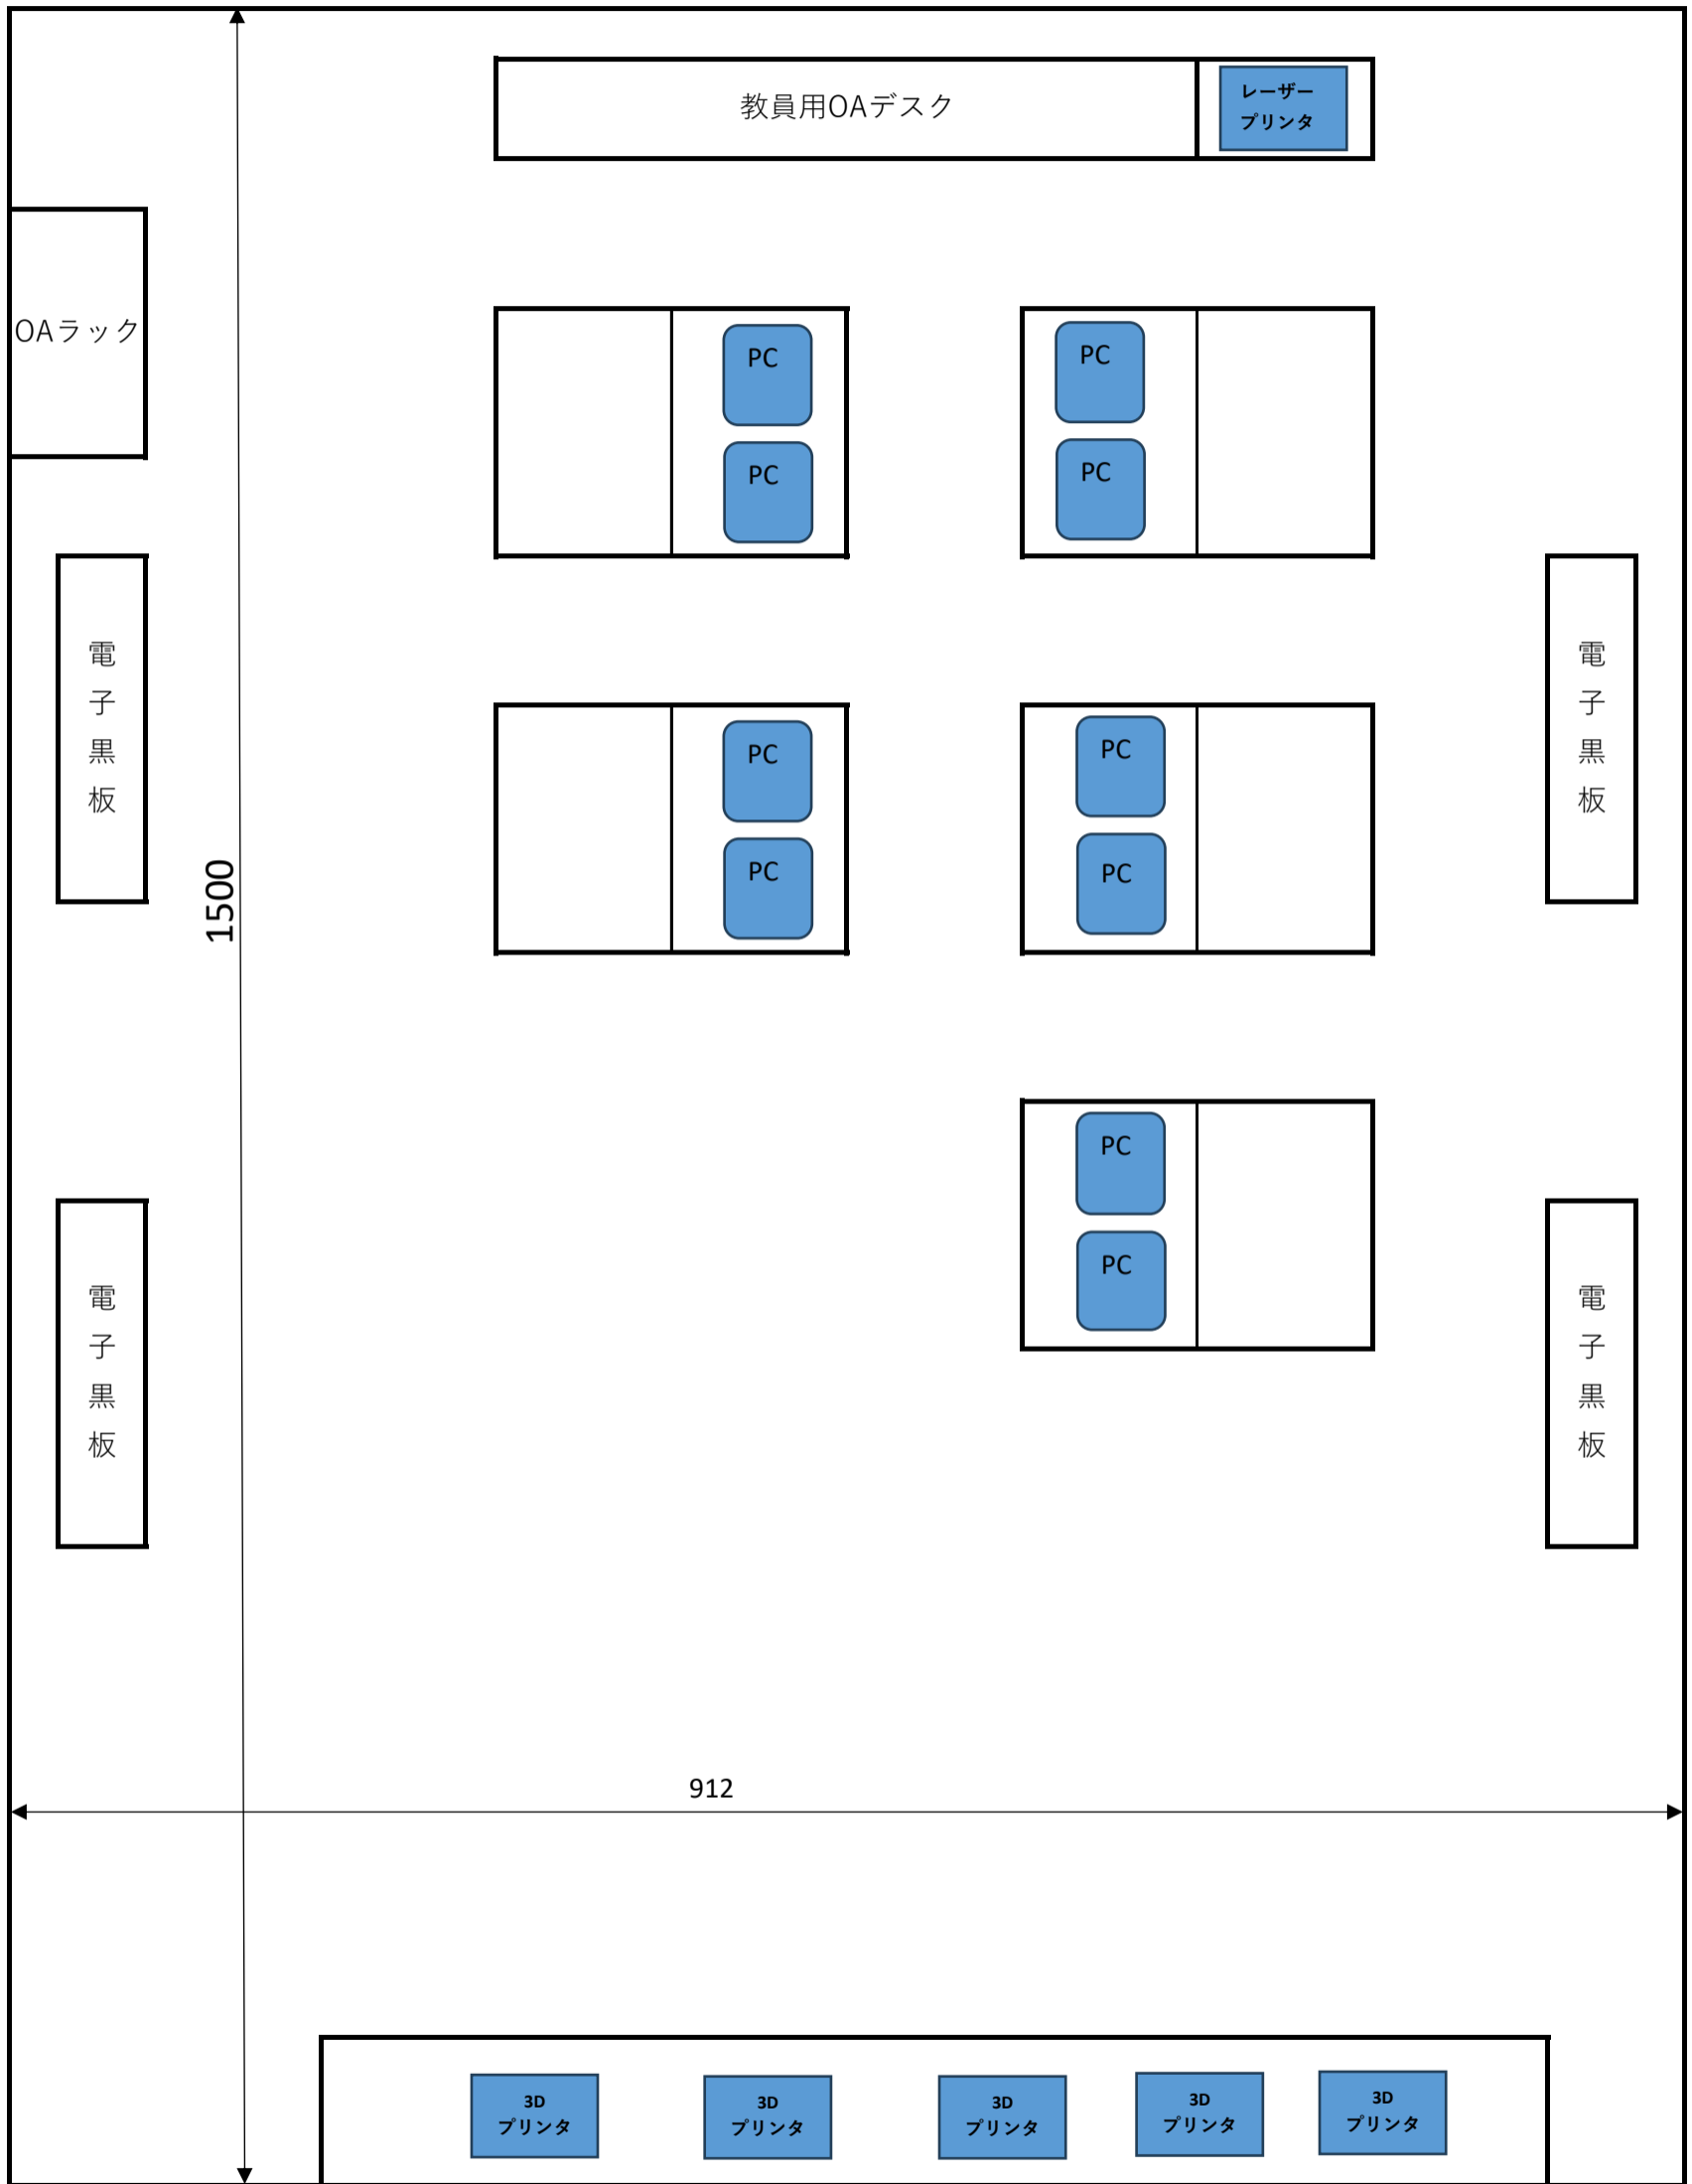 教員用OAデスク
レーザー
プリンタ
OAラック
PC
PC
PC
PC
電子黒板
電子黒板
PC
PC
PC
PC
1500
PC
PC
電子黒板
電子黒板
912
3D
プリンタ
3D
プリンタ
3D
プリンタ
3D
プリンタ
3D
プリンタ